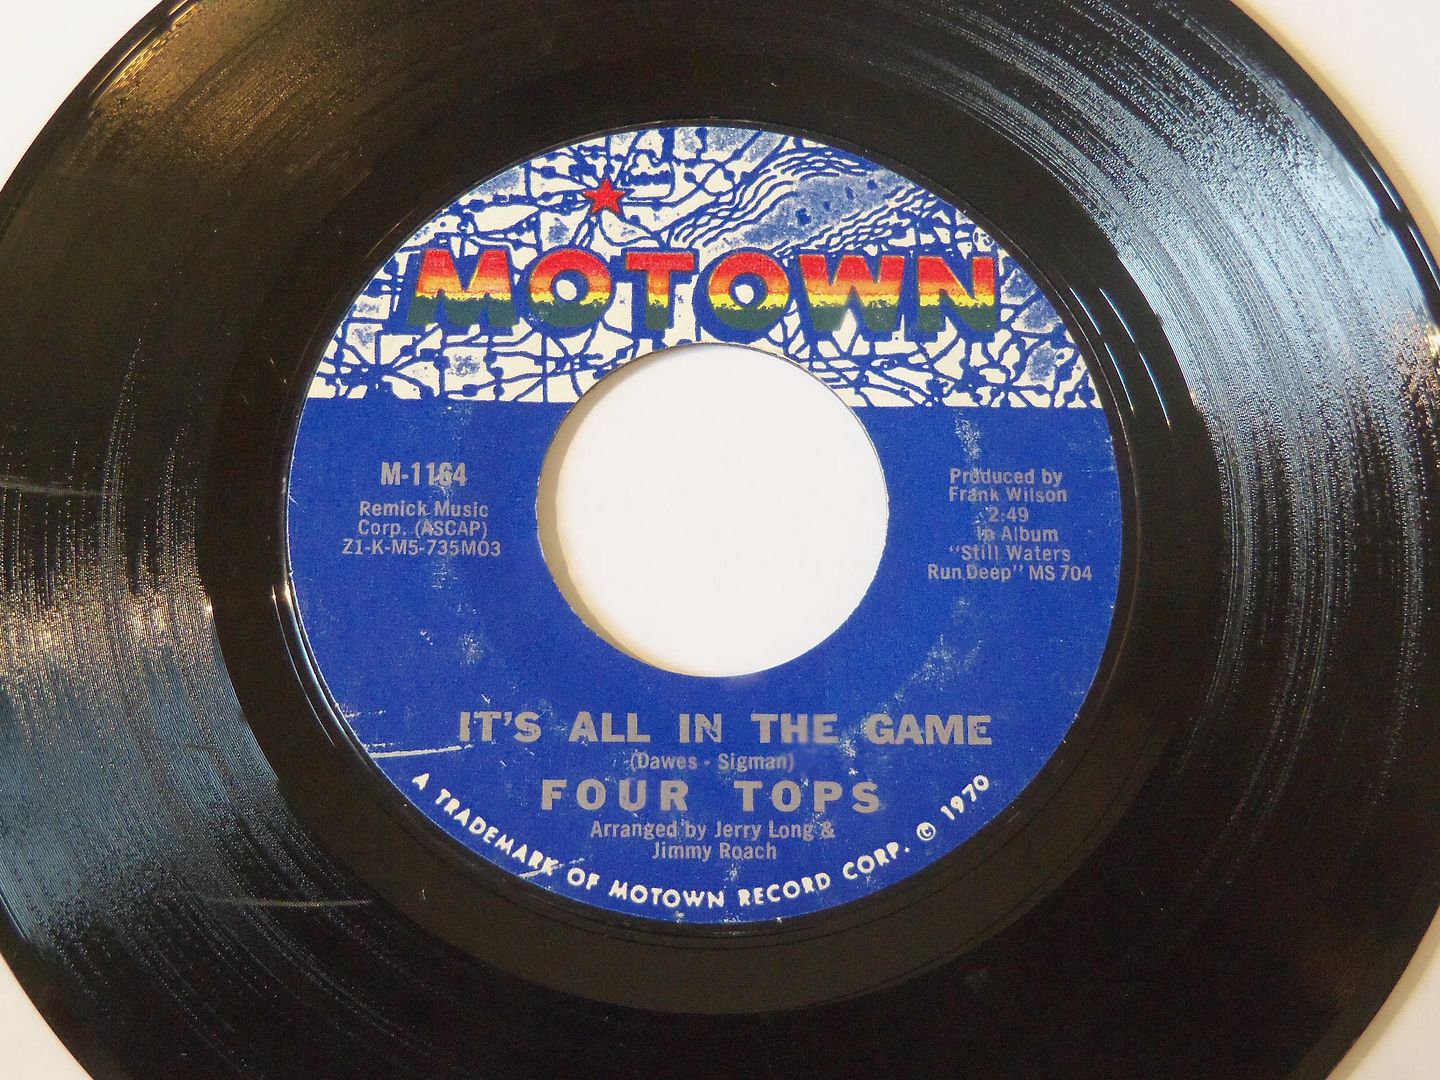 MOTOWN
M-1164
Remick Music
Corp. (ASCAP)
Z1-K-M5-735M03
Produced by
Frank Wilson
2:49
In Album
"Still Waters
Run Deep" MS 704
IT'S ALL IN THE GAME
(Dawes - Sigman)
FOUR TOPS
Arranged by Jerry Long &
Jimmy Roach
A TRADEMARK OF MOTOWN RECORD CORP. © 1970